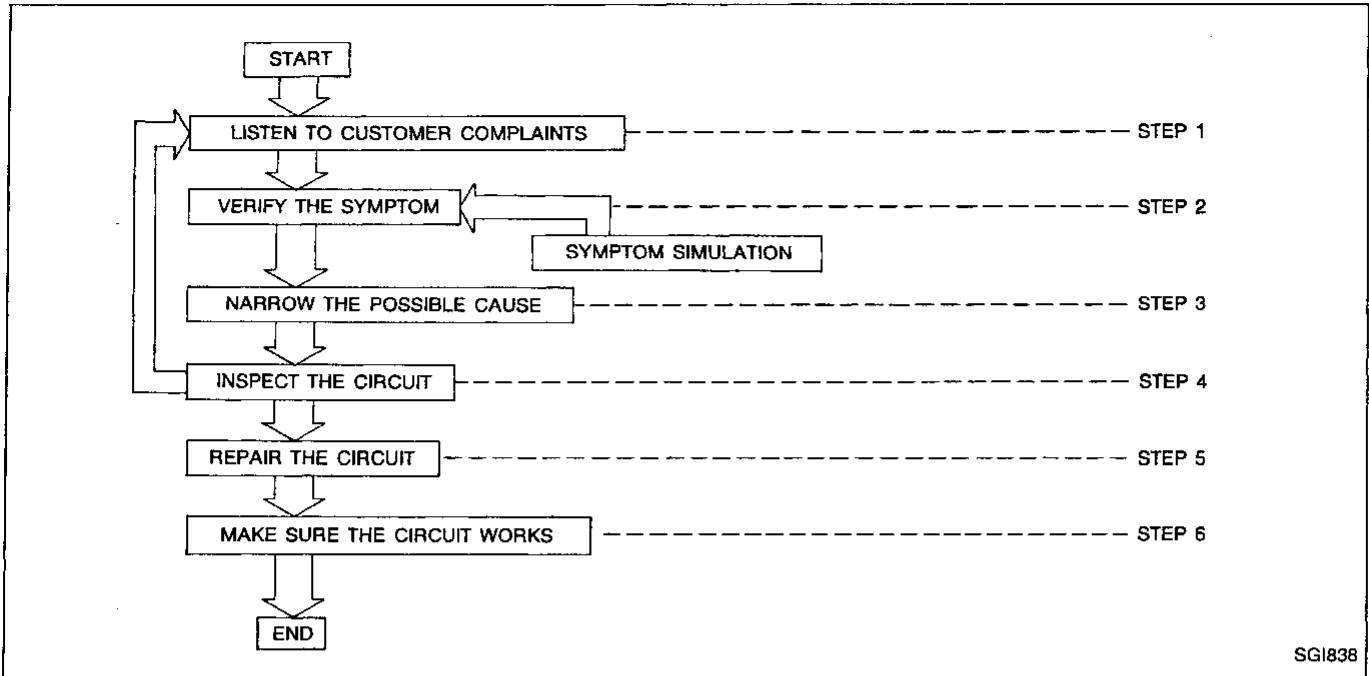 START
LISTEN TO CUSTOMER COMPLAINTS STEP 1
VERIFY THE SYMPTOM STEP 2
SYMPTOM SIMULATION
NARROW THE POSSIBLE CAUSE STEP 3
INSPECT THE CIRCUIT STEP 4
REPAIR THE CIRCUIT STEP 5
MAKE SURE THE CIRCUIT WORKS STEP 6
END
SGI838